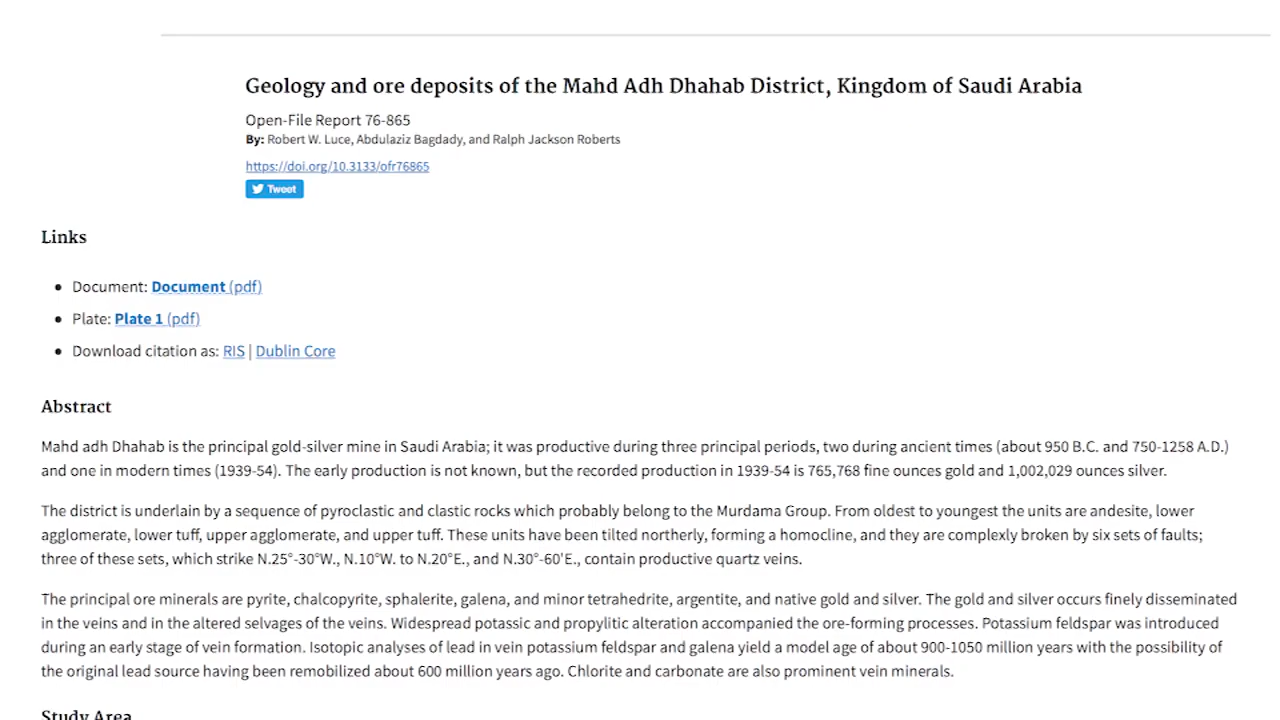 Geology and ore deposits of the Mahd Adh Dhahab District, Kingdom of Saudi Arabia
Open-File Report 76-865
By: Robert W. Luce, Abdulaziz Bagdady, and Ralph Jackson Roberts
https://doi.org/10.3133/ofr76865
Tweet
Links
• Document: Document (pdf)
• Plate: Plate 1 (pdf)
• Download citation as: RIS | Dublin Core
Abstract
Mahd adh Dhahab is the principal gold-silver mine in Saudi Arabia; it was productive during three principal periods, two during ancient times (about 950 B.C. and 750-1258 A.D.)
and one in modern times (1939-54). The early production is not known, but the recorded production in 1939-54 is 765,768 fine ounces gold and 1,002,029 ounces silver.
The district is underlain by a sequence of pyroclastic and clastic rocks which probably belong to the Murdama Group. From oldest to youngest the units are andesite, lower
agglomerate, lower tuff, upper agglomerate, and upper tuff. These units have been tilted northerly, forming a homocline, and they are complexly broken by six sets of faults;
three of these sets, which strike N.25°-30°W., N.10°W. to N.20°E., and N.30°-60'E., contain productive quartz veins.
The principal ore minerals are pyrite, chalcopyrite, sphalerite, galena, and minor tetrahedrite, argentite, and native gold and silver. The gold and silver occurs finely disseminated
in the veins and in the altered selvages of the veins. Widespread potassic and propylitic alteration accompanied the ore-forming processes. Potassium feldspar was introduced
during an early stage of vein formation. Isotopic analyses of lead in vein potassium feldspar and galena yield a model age of about 900-1050 million years with the possibility of
the original lead source having been remobilized about 600 million years ago. Chlorite and carbonate are also prominent vein minerals.
Study Area